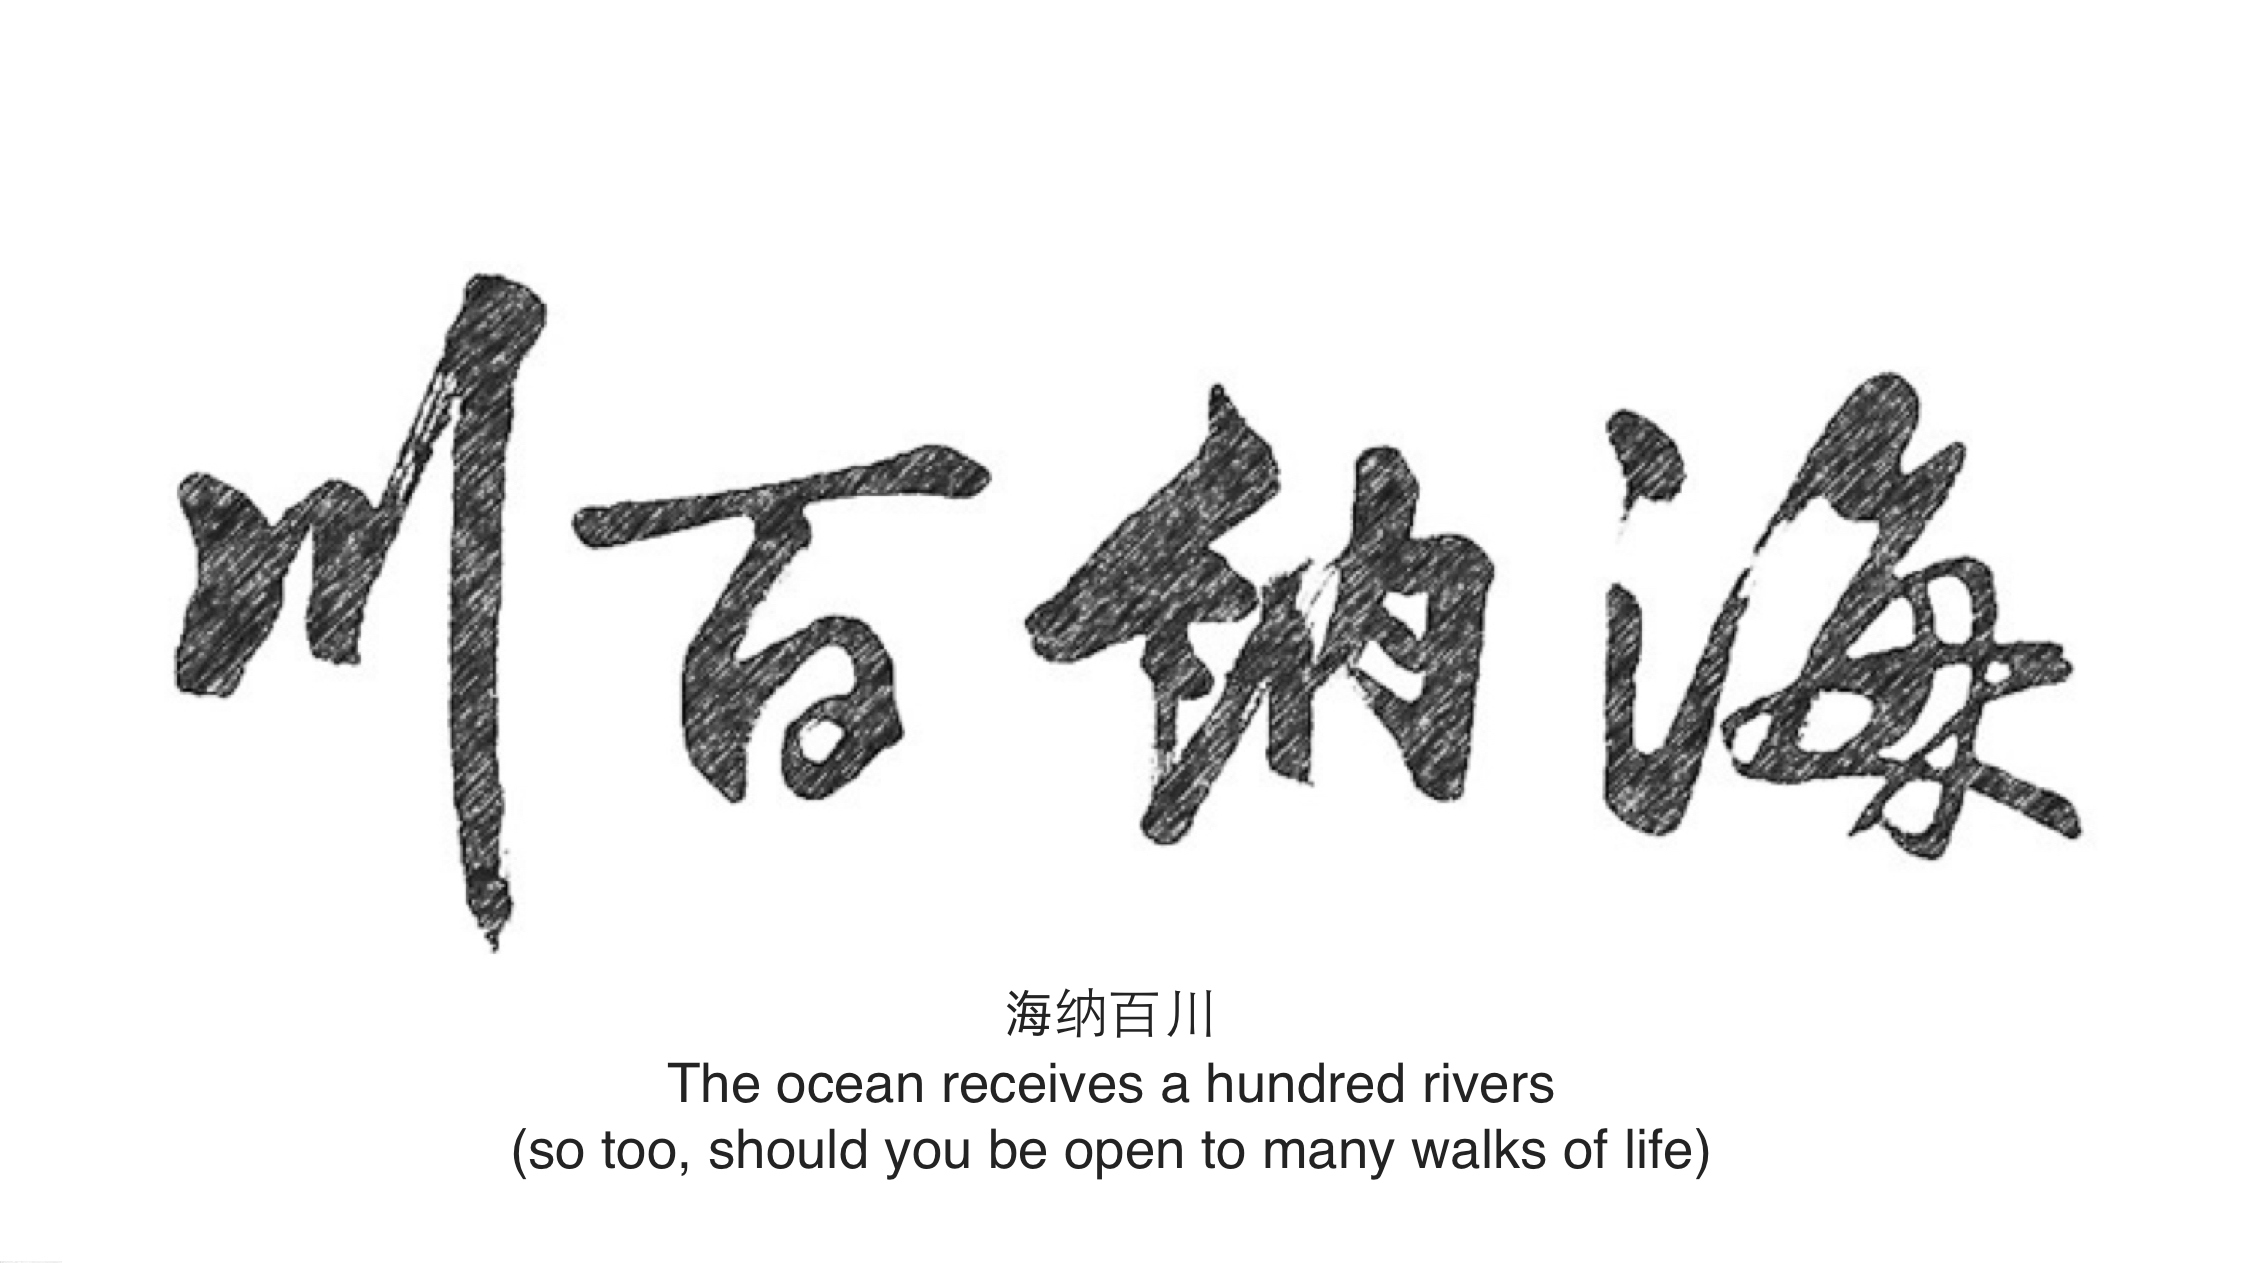 海纳百川
海纳百川
The ocean receives a hundred rivers
(so too, should you be open to many walks of life)